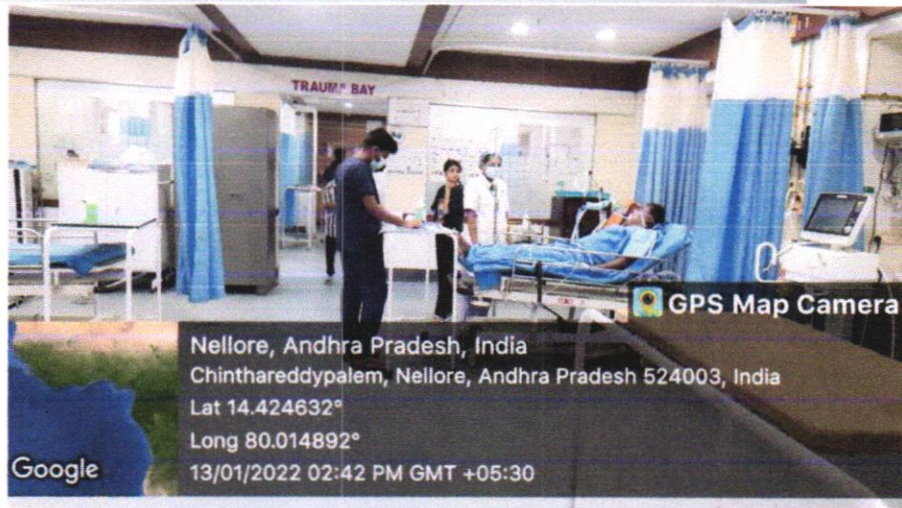 TRAUMA BAY
GPS Map Camera
Nellore, Andhra Pradesh, India
Chinthareddypalem, Nellore, Andhra Pradesh 524003, India
Lat 14.424632°
Long 80.014892°
13/01/2022 02:42 PM GMT +05:30
Google